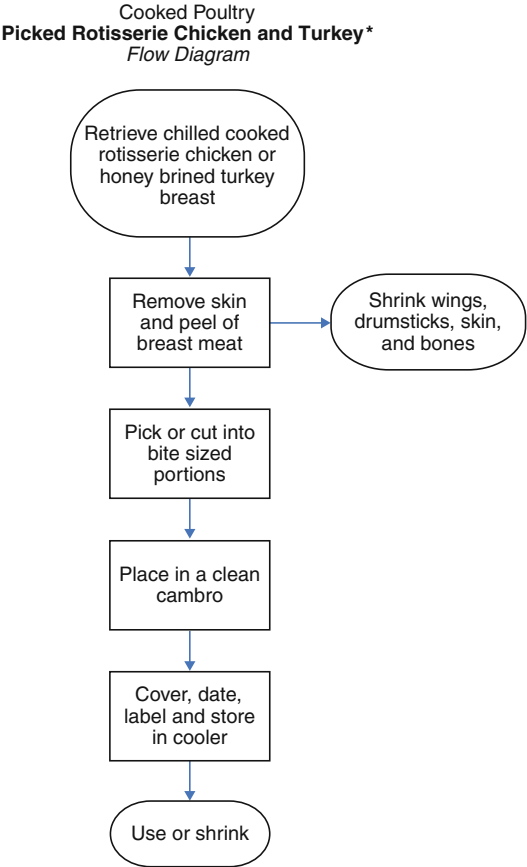 Cooked Poultry
Picked Rotisserie Chicken and Turkey*
Flow Diagram
Retrieve chilled cooked
rotisserie chicken or
honey brined turkey
breast
Remove skin
and peel of
breast meat
Shrink wings,
drumsticks, skin,
and bones
Pick or cut into
bite sized
portions
Place in a clean
cambro
Cover, date,
label and store
in cooler
Use or shrink